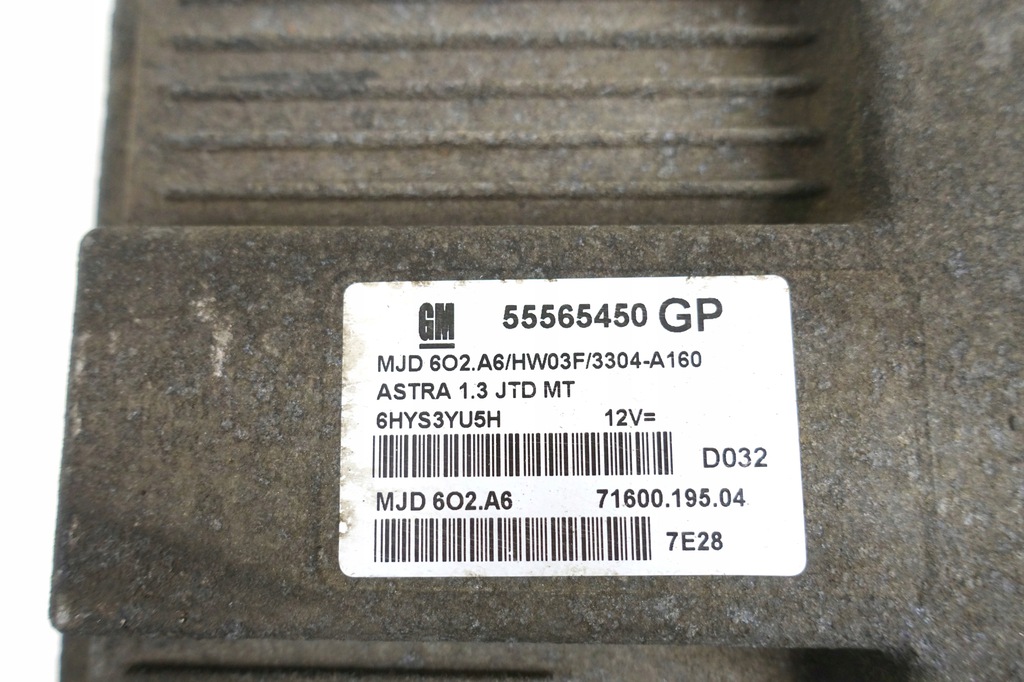 GM 55565450 GP
MJD 6O2.A6/HW03F/3304-A160
ASTRA 1.3 JTD MT
6HYS3YU5H 12V=
D032
MJD 6O2.A6 71600.195.04
7E28